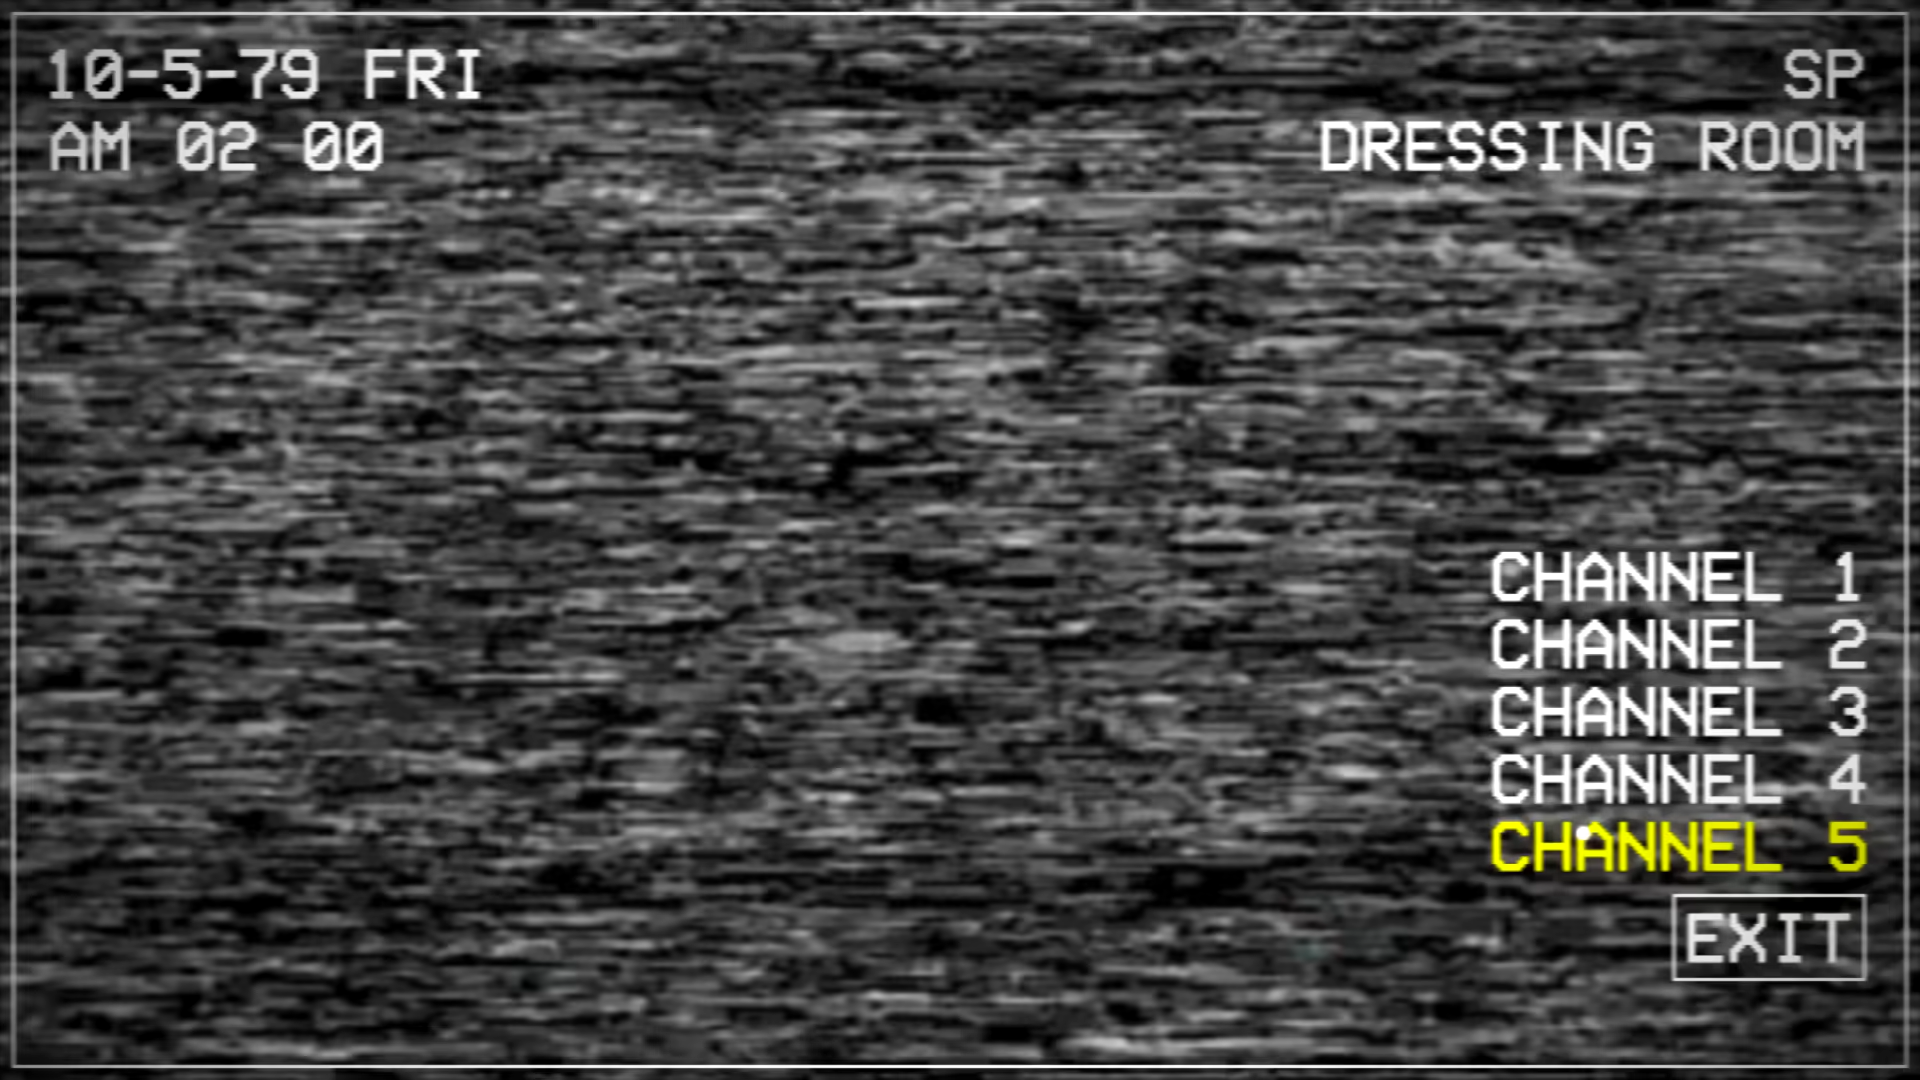 10-5-79 FRI
AM 02 00
SP
DRESSING ROOM
CHANNEL 1
CHANNEL 2
CHANNEL 3
CHANNEL 4
CHANNEL 5
EXIT